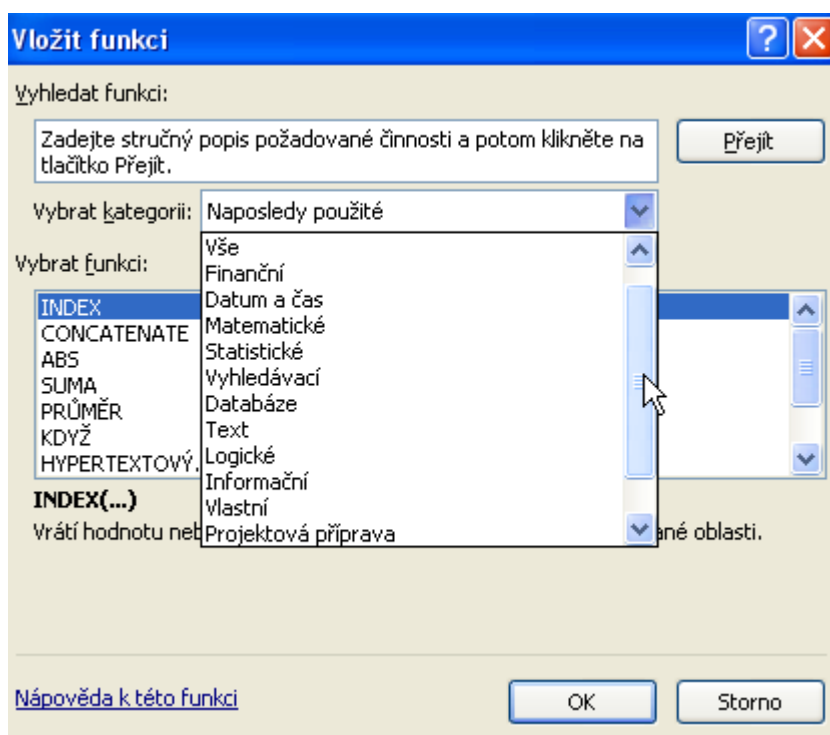 Vložit funkci
Vyhledat funkci:
Zadejte stručný popis požadované činnosti a potom klikněte na
tlačítko Přejít.
Přejít
Vybrat kategorii: Naposledy použité
Vybrat funkci:
Vše
Finanční
Datum a čas
Matematické
Statistické
Vyhledávací
Databáze
Text
Logické
Informační
Vlastní
Projektová příprava
INDEX
CONCATENATE
ABS
SUMA
PRŮMĚR
KDYŽ
HYPERTEXTOVÝ.
INDEX(...)
Vrátí hodnotu neb ané oblasti.
Nápověda k této funkci
OK
Storno